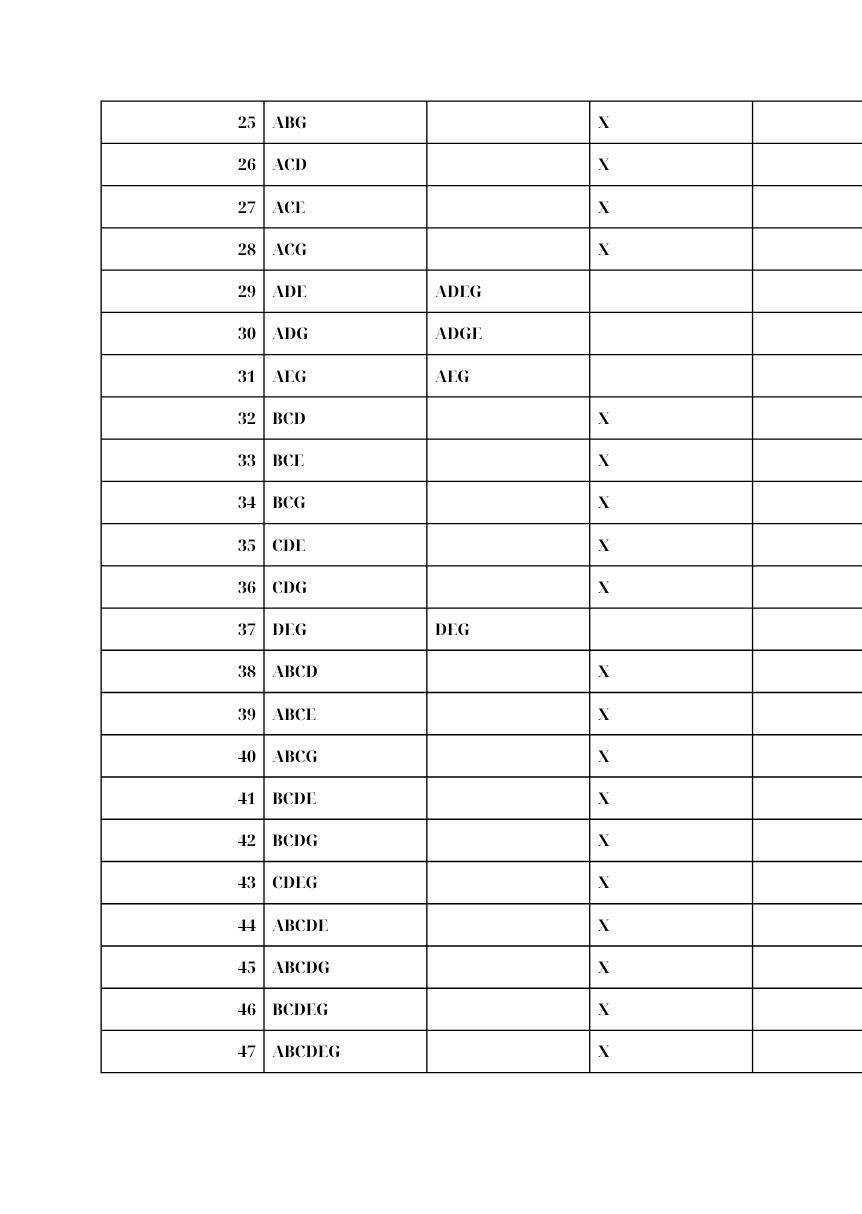 25 ABG X
26 ACD X
27 ACE X
28 ACG X
29 ADE ADEG
30 ADG ADGE
31 AEG AEG
32 BCD X
33 BCE X
34 BCG X
35 CDE X
36 CDG X
37 DEG DEG
38 ABCD X
39 ABCE X
40 ABCG X
41 BCDE X
42 BCDG X
43 CDEG X
44 ABCDE X
45 ABCDG X
46 BCDEG X
47 ABCDEG X